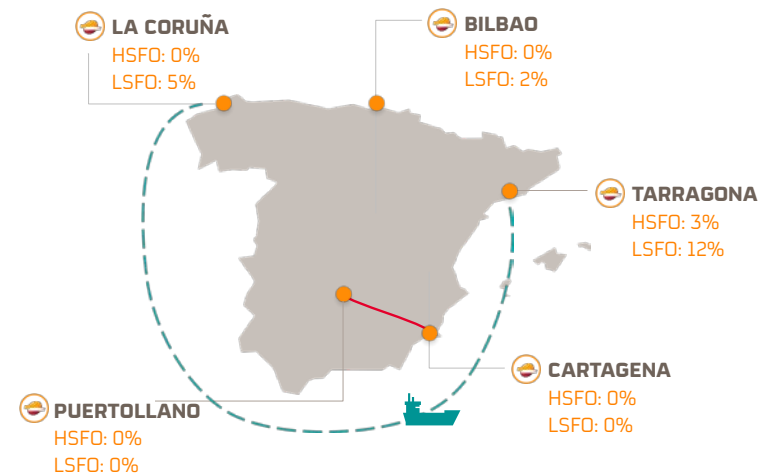 LA CORUÑA
HSFO: 0%
LSFO: 5%
BILBAO
HSFO: 0%
LSFO: 2%
TARRAGONA
HSFO: 3%
LSFO: 12%
CARTAGENA
HSFO: 0%
LSFO: 0%
PUERTOLLANO
HSFO: 0%
LSFO: 0%